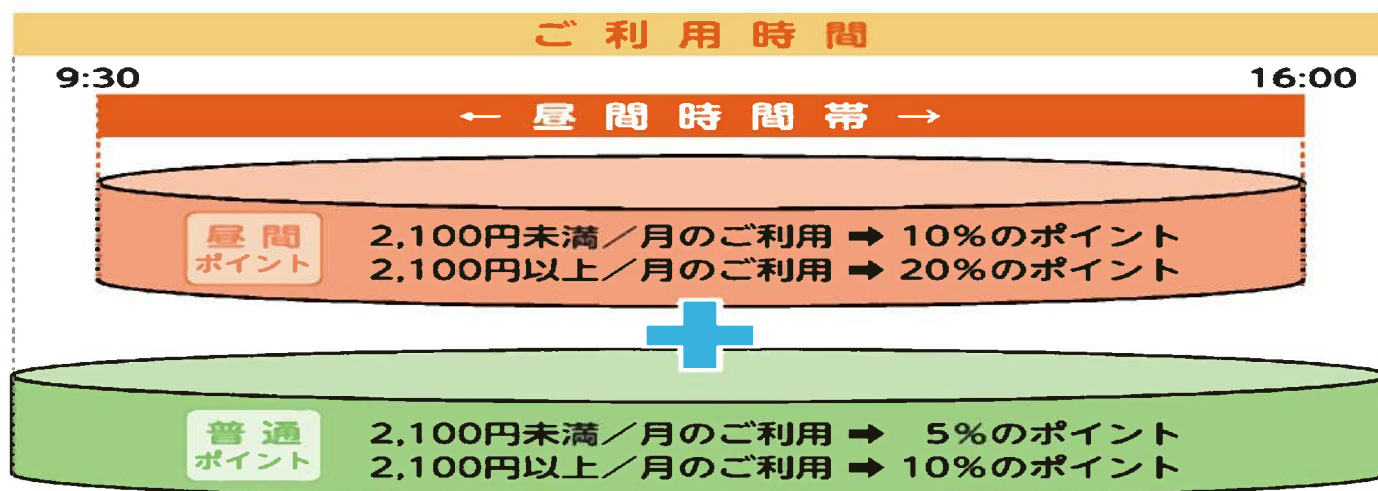 ご利用時間
9:30 16:00
← 昼間時間帯 →
昼間
ポイント
2,100円未満／月のご利用 ➡ 10%のポイント
2,100円以上／月のご利用 ➡ 20%のポイント
普通
ポイント
2,100円未満／月のご利用 ➡ 5%のポイント
2,100円以上／月のご利用 ➡ 10%のポイント